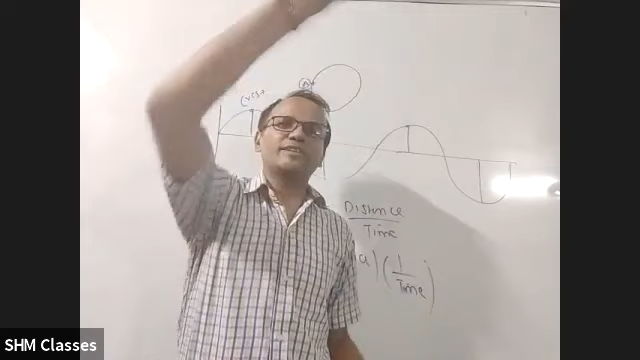 Crest
Distance
Time
a) ( 1
Time )
SHM Classes